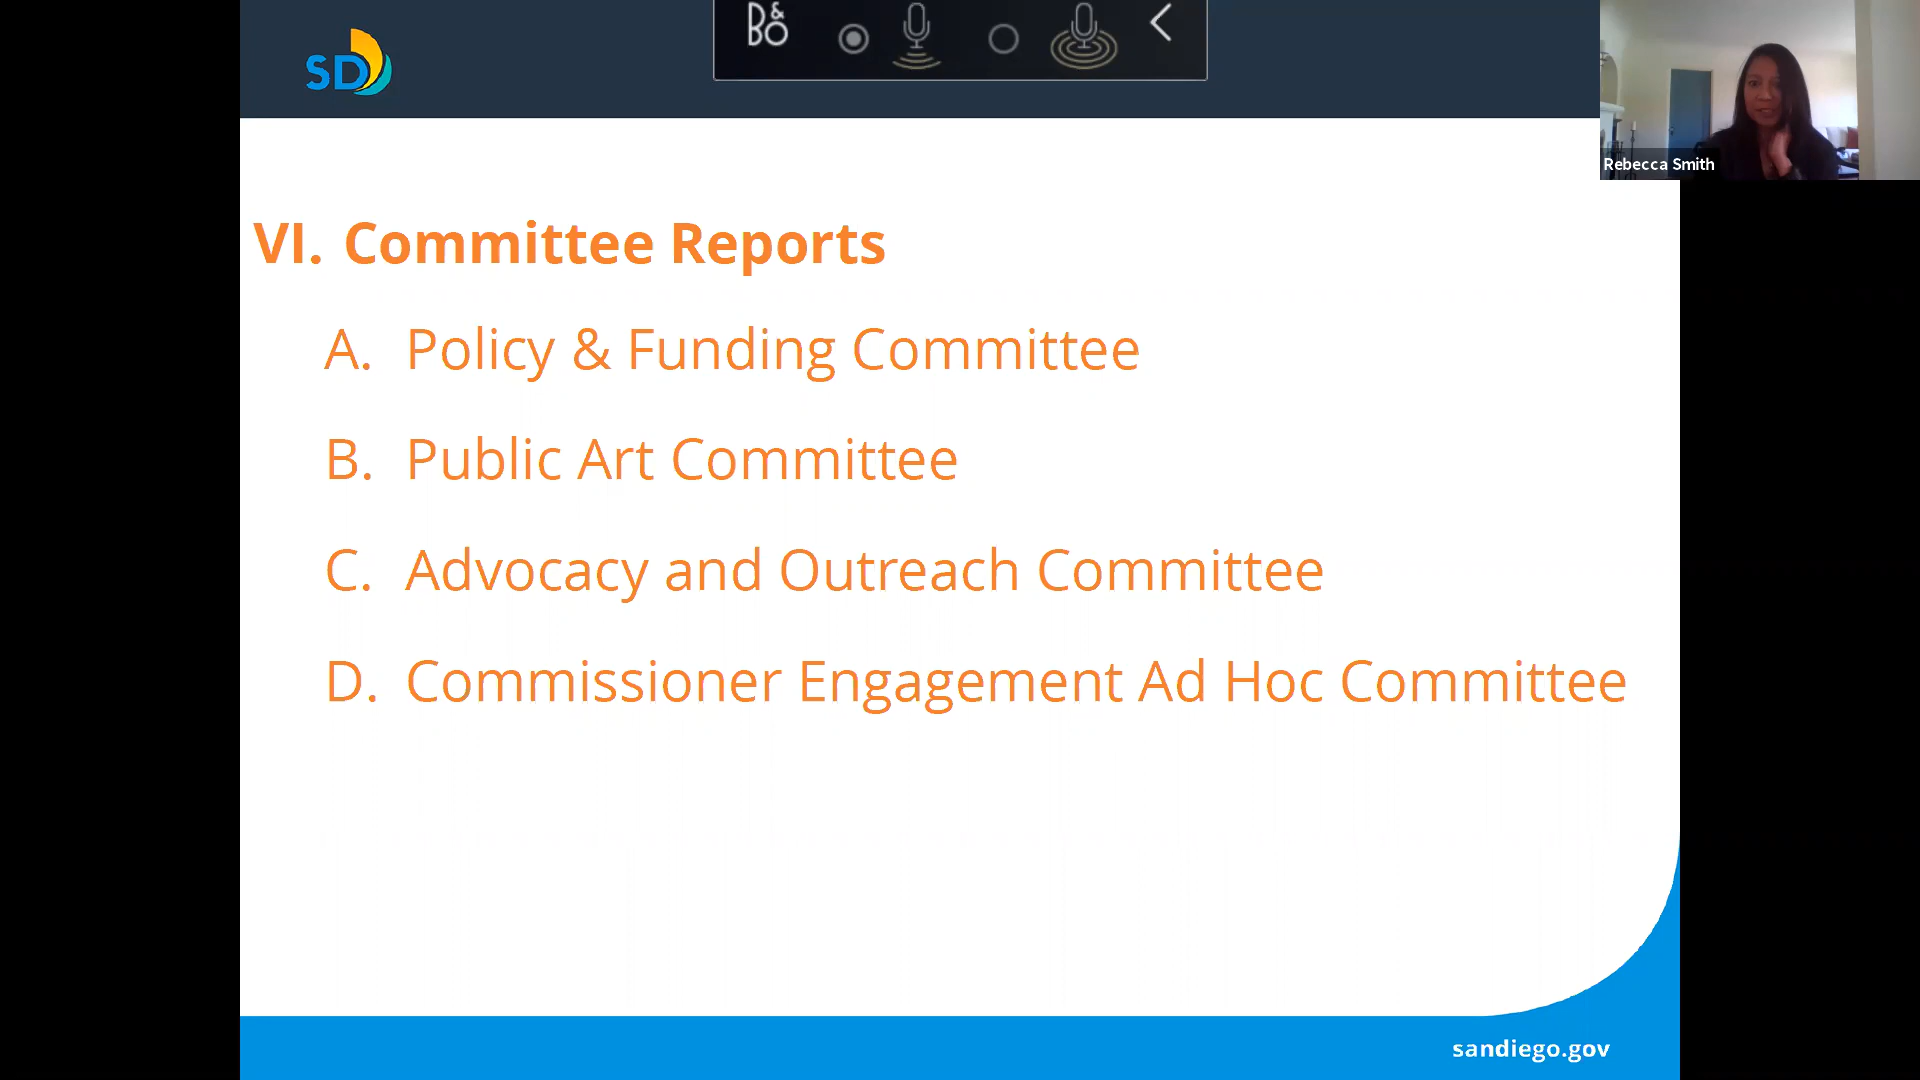 SD
B&O
Rebecca Smith
VI. Committee Reports
A. Policy & Funding Committee
B. Public Art Committee
C. Advocacy and Outreach Committee
D. Commissioner Engagement Ad Hoc Committee
sandiego.gov